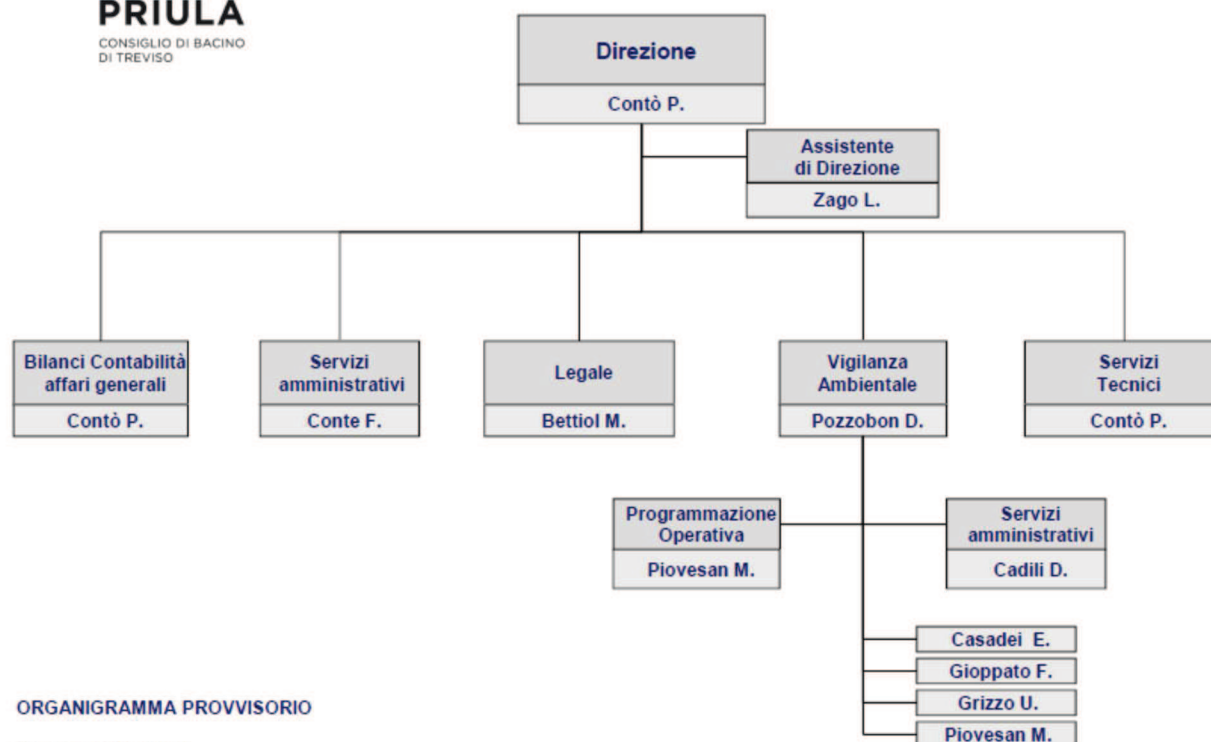 PRIULA
CONSIGLIO DI BACINO
DI TREVISO
Direzione
Contò P.
Assistente
di Direzione
Zago L.
Bilanci Contabilità
affari generali
Contò P.
Servizi
amministrativi
Conte F.
Legale
Bettiol M.
Vigilanza
Ambientale
Pozzobon D.
Servizi
Tecnici
Contò P.
Programmazione
Operativa
Piovesan M.
Servizi
amministrativi
Cadili D.
Casadei E.
Gioppato F.
Grizzo U.
Piovesan M.
ORGANIGRAMMA PROVVISORIO